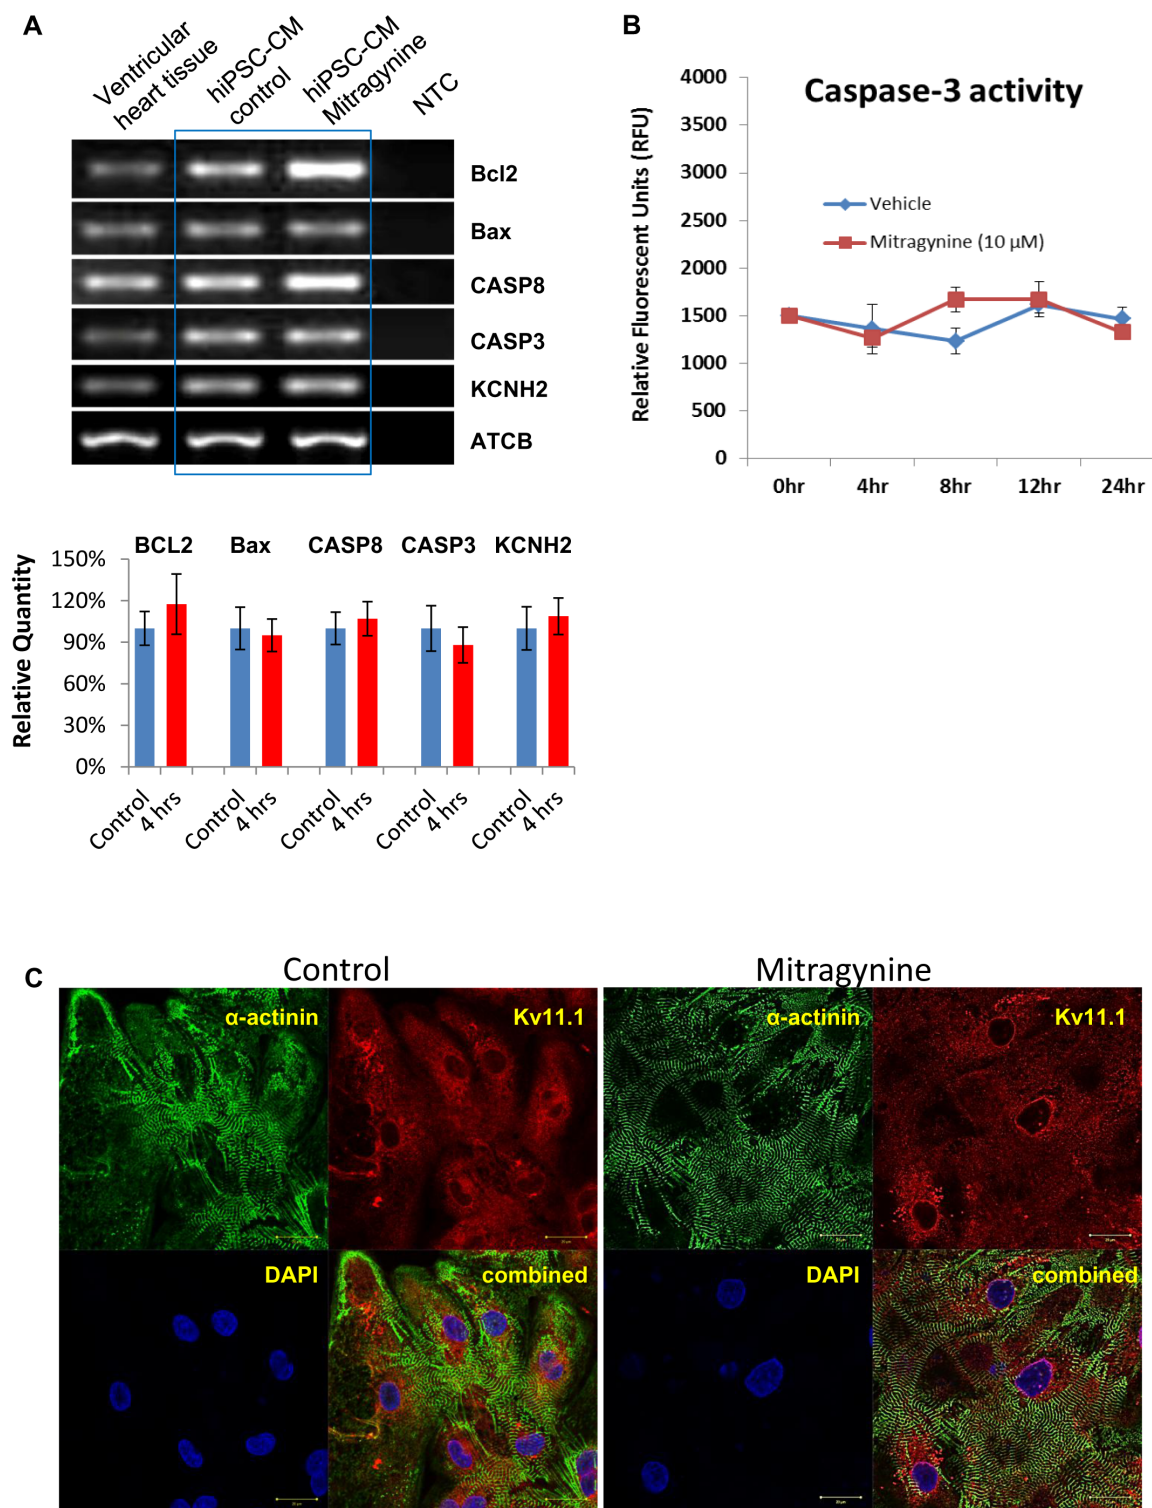 A
Ventricular
heart tissue
hiPSC-CM
control
hiPSC-CM
Mitragynine
NTC
Bcl2
Bax
CASP8
CASP3
KCNH2
ATCB
BCL2 Bax CASP8 CASP3 KCNH2
Relative Quantity
150%
120%
90%
60%
30%
0%
Control 4 hrs Control 4 hrs Control 4 hrs Control 4 hrs Control 4 hrs
B
Caspase-3 activity
Relative Fluorescent Units (RFU)
4000
3500
3000
2500
2000
1500
1000
500
0
Vehicle
Mitragynine (10 µM)
0hr 4hr 8hr 12hr 24hr
C
Control
Mitragynine
α-actinin
Kv11.1
α-actinin
Kv11.1
DAPI
combined
DAPI
combined